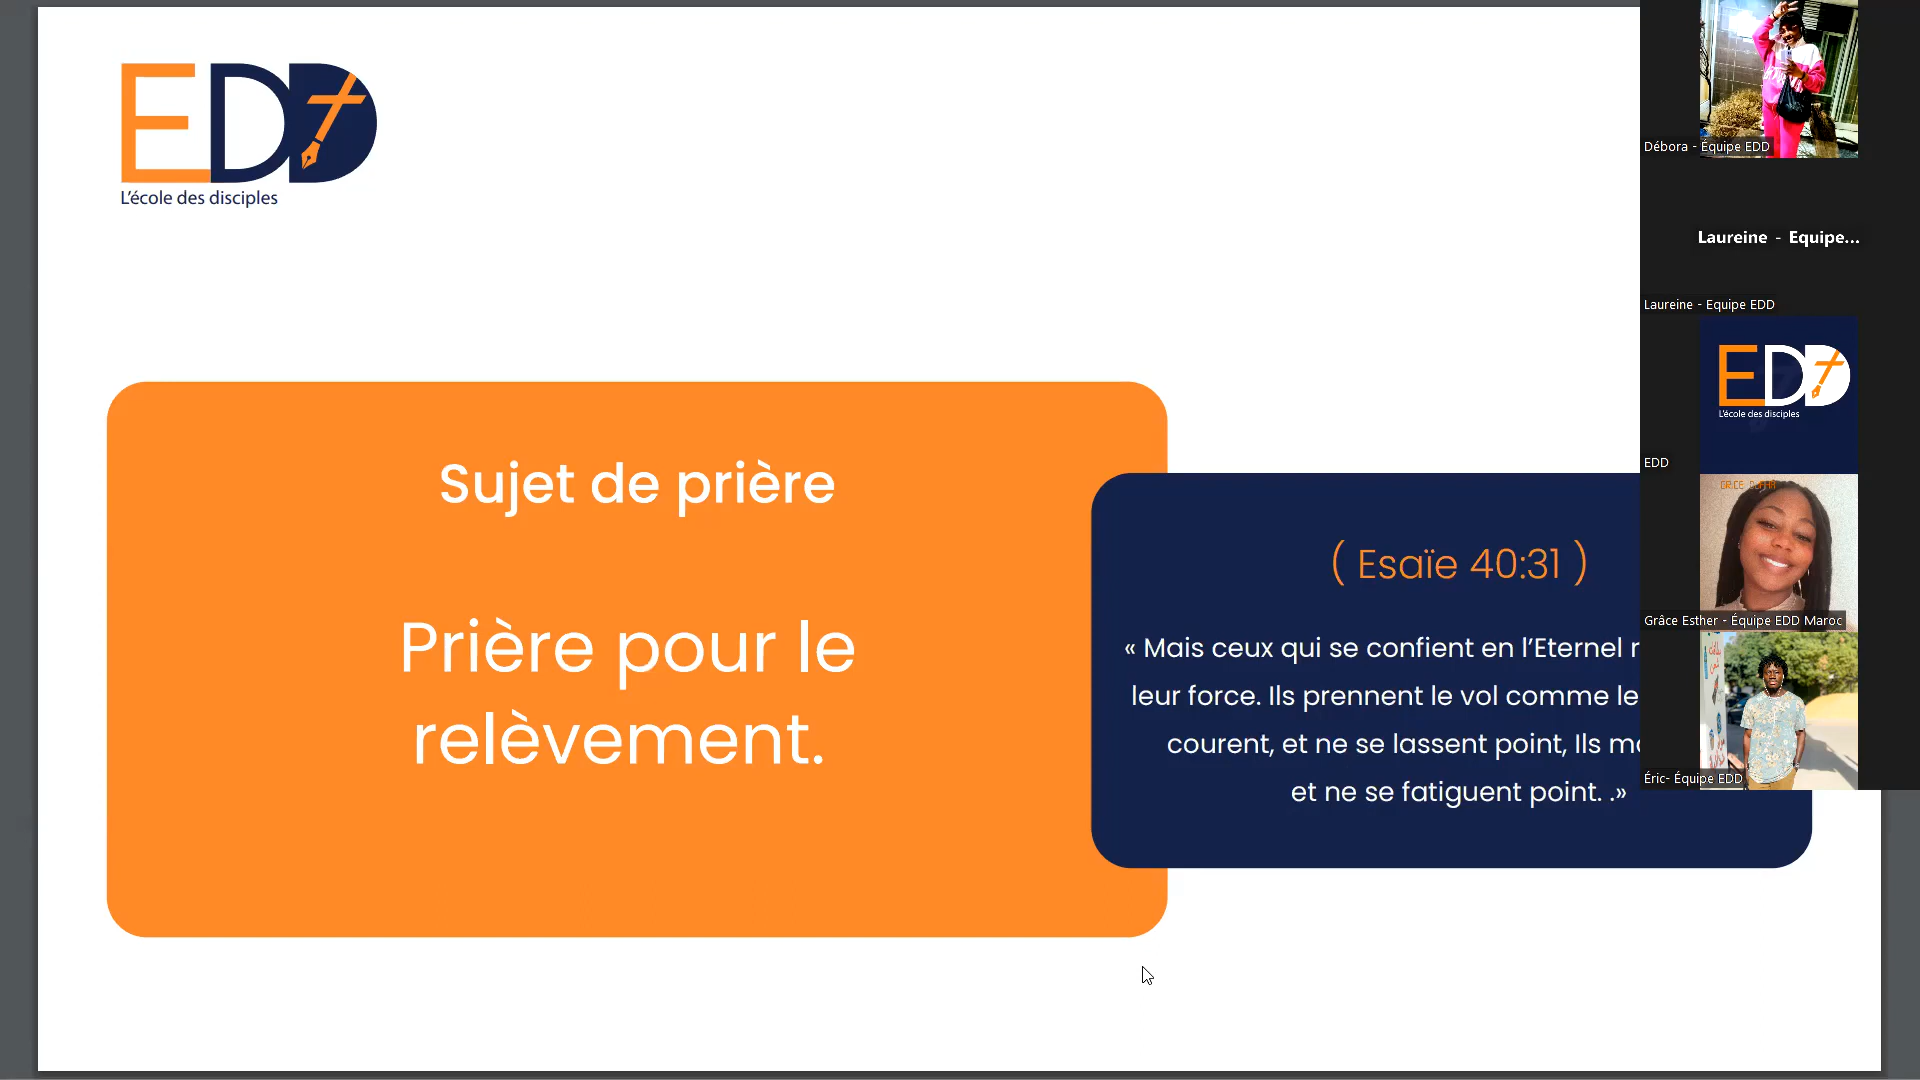 EDD
L'école des disciples
Sujet de prière
Prière pour le
relèvement.
( Esaïe 40:31 )
« Mais ceux qui se confient en l’Eternel
leur force. Ils prennent le vol comme le
courent, et ne se lassent point, Ils
et ne se fatiguent point. .»
Débora - Équipe EDD
Laureine - Equipe...
Laureine - Equipe EDD
EDD
L'école des disciples
EDD
Grâce Esther - Équipe EDD Maroc
Éric- Équipe EDD